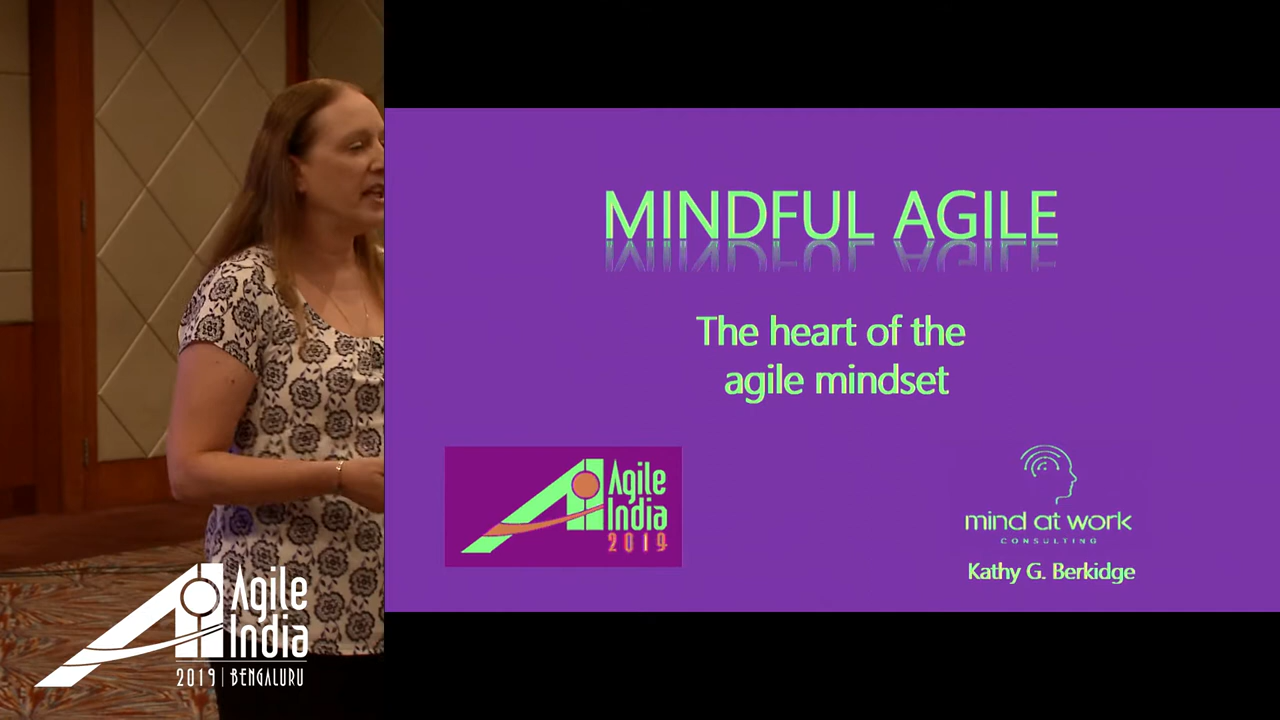 MINDFUL AGILE
The heart of the
agile mindset
Agile
India
2019
mind at work
CONSULTING
Kathy G. Berkidge
Agile
India
2019 | BENGALURU